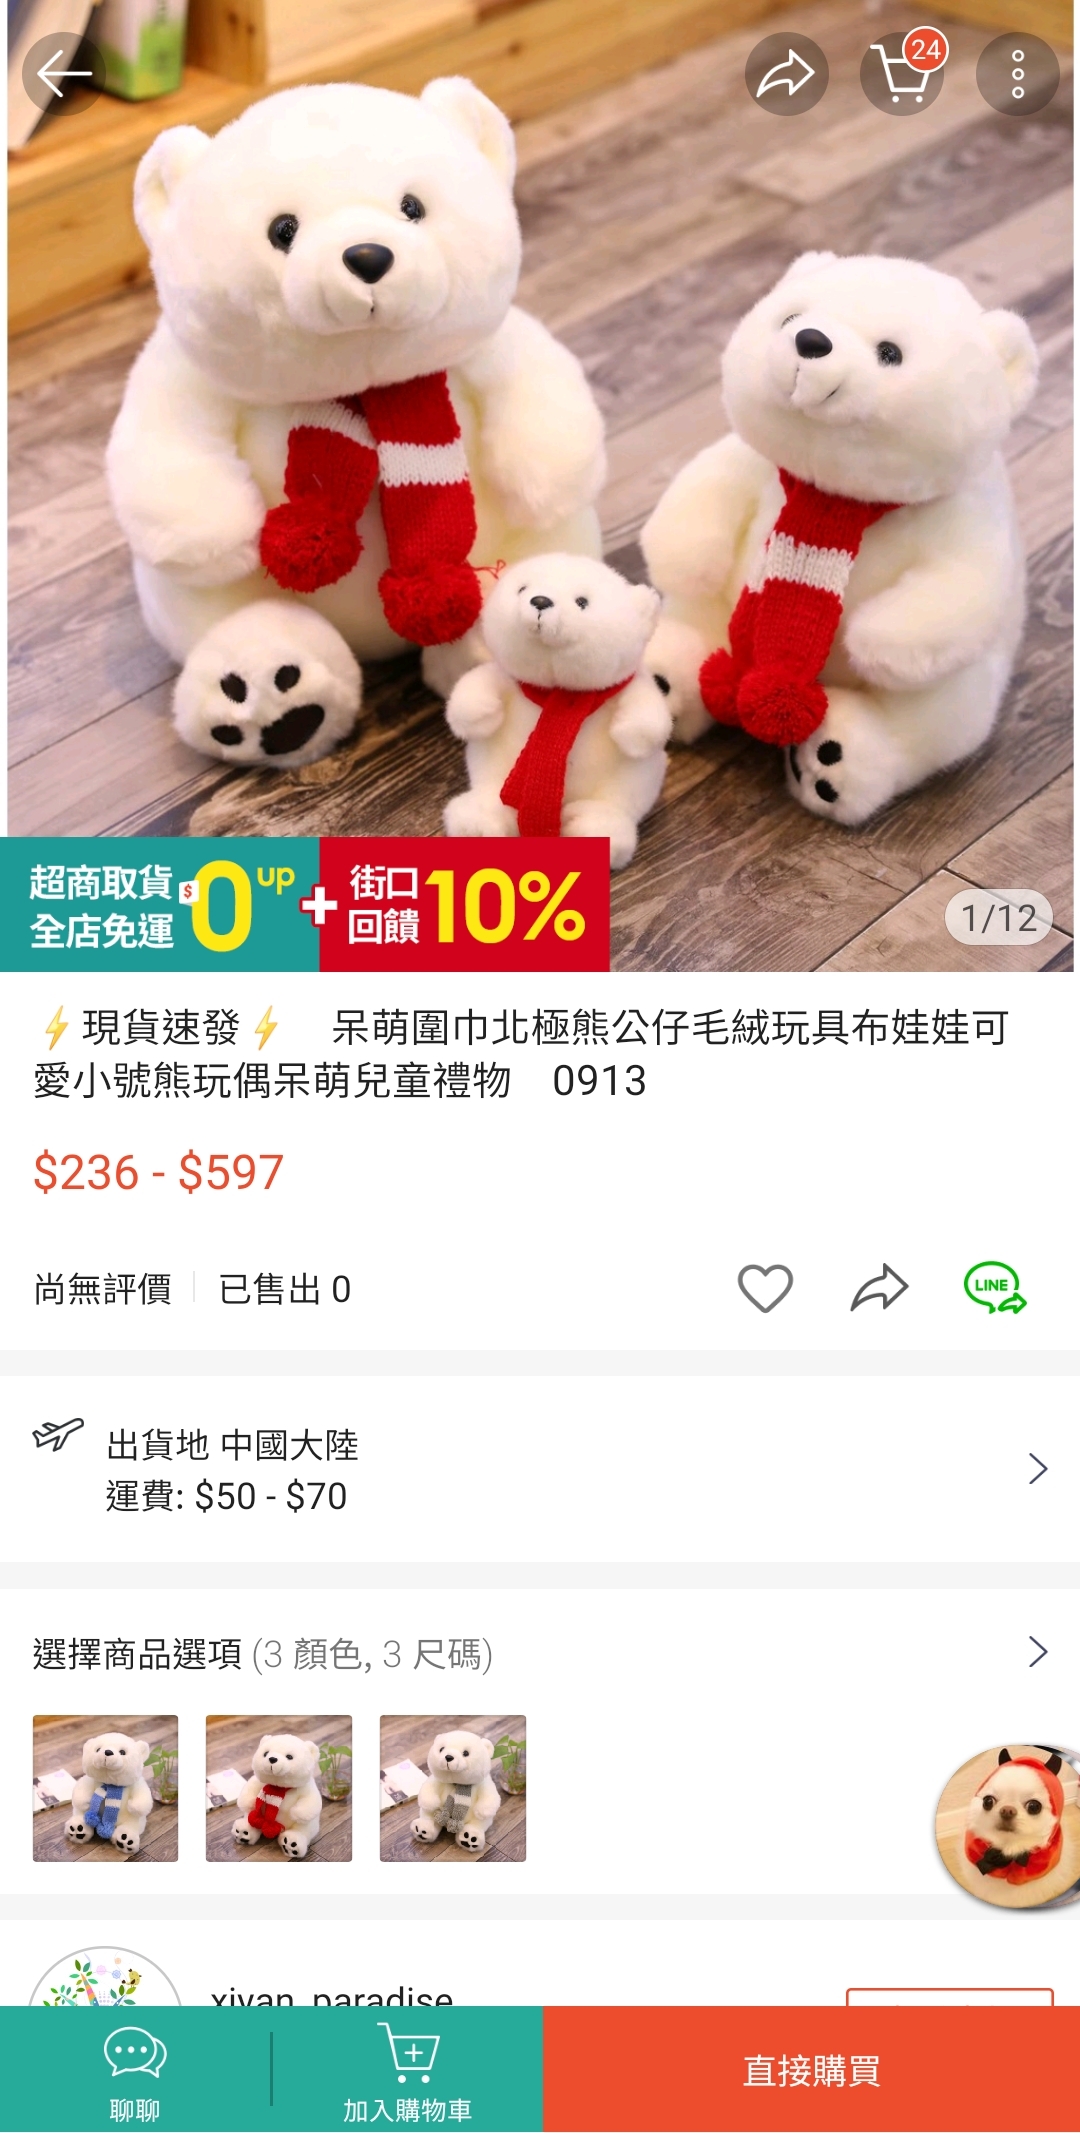 24
超商取貨
全店免運
$0up
+
街口
回饋
10%
1/12
⚡現貨速發⚡ 呆萌圍巾北極熊公仔毛絨玩具布娃娃可
愛小號熊玩偶呆萌兒童禮物 0913
$236 - $597
尚無評價 已售出 0
LINE
出貨地 中國大陸
運費: $50 - $70
選擇商品選項 (3 顏色, 3 尺碼)
xiyan_paradise
聊聊
加入購物車
直接購買